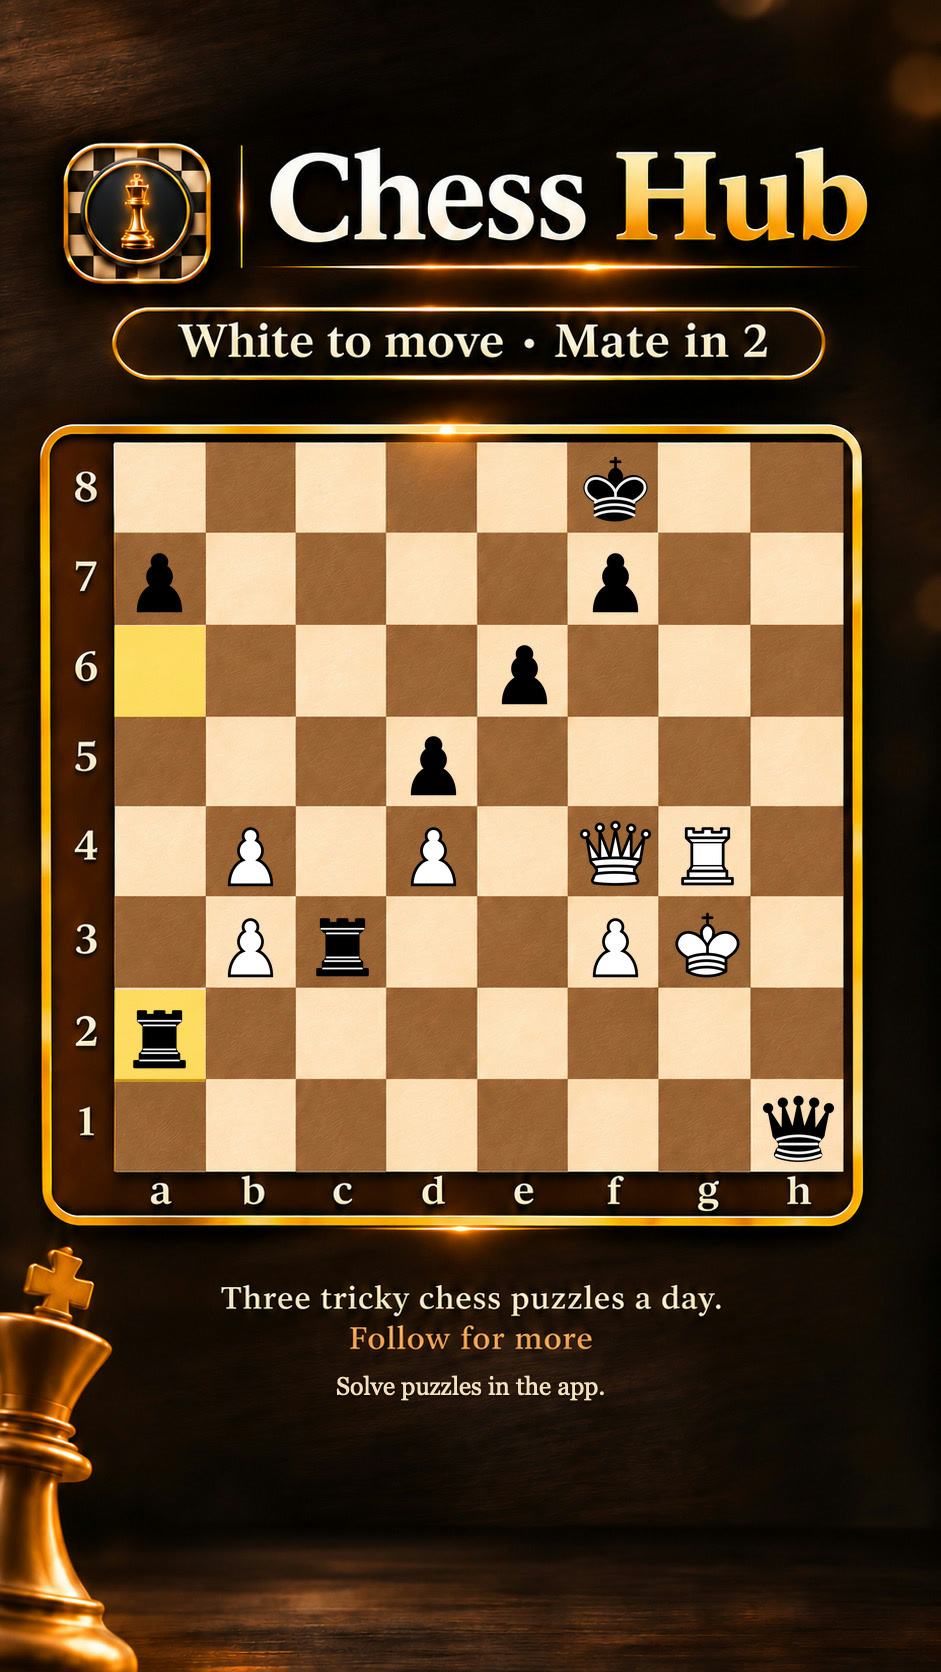 Chess Hub
White to move · Mate in 2
8
7
6
5
4
3
2
1
a b c d e f g h
Three tricky chess puzzles a day.
Follow for more
Solve puzzles in the app.